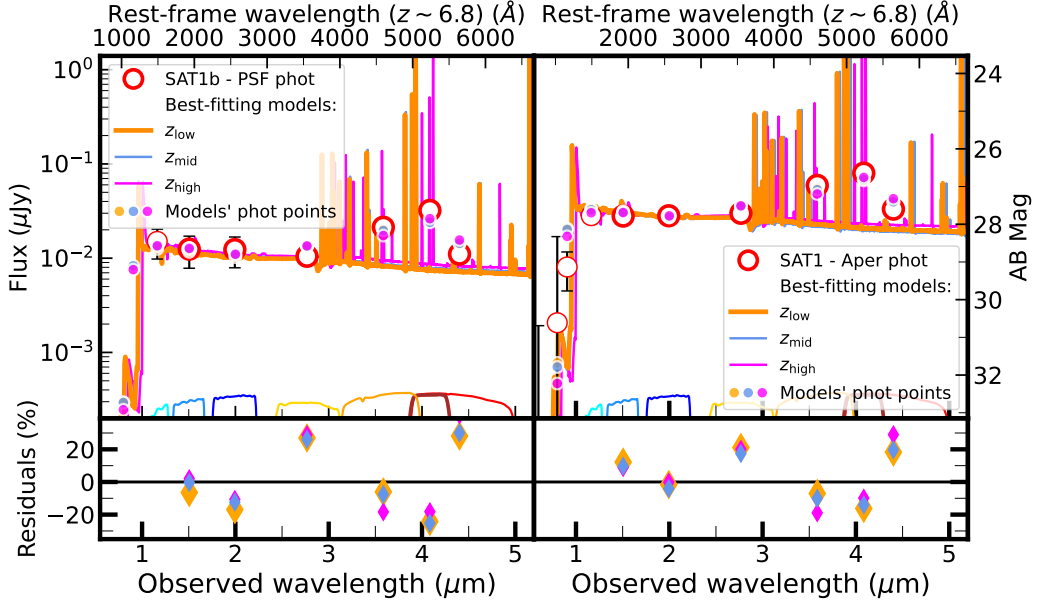 Rest-frame wavelength (z ~ 6.8) (Å)
Rest-frame wavelength (z ~ 6.8) (Å)
1000 2000 3000 4000 5000 6000
2000 3000 4000 5000 6000
SAT1b - PSF phot
Best-fitting models:
z_low
z_mid
z_high
Models' phot points
10^0
10^−1
10^−2
10^−3
Flux (μJy)
24
26
28
30
32
AB Mag
SAT1 - Aper phot
Best-fitting models:
z_low
z_mid
z_high
Models' phot points
20
0
−20
Residuals (%)
1 2 3 4 5
1 2 3 4 5
Observed wavelength (μm)
Observed wavelength (μm)